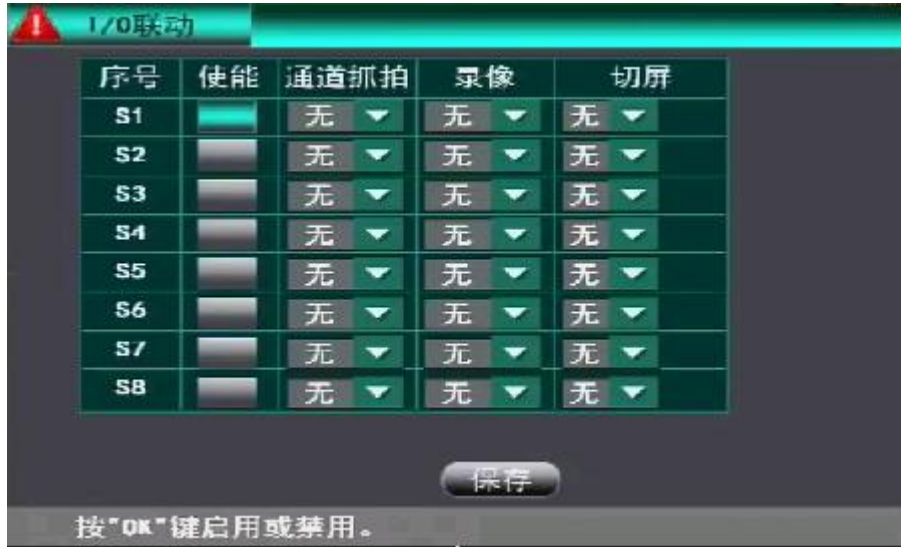 I/O联动
序号 使能 通道抓拍 录像 切屏
S1 无 无 无
S2 无 无 无
S3 无 无 无
S4 无 无 无
S5 无 无 无
S6 无 无 无
S7 无 无 无
S8 无 无 无
保存
按"OK"键启用或禁用。